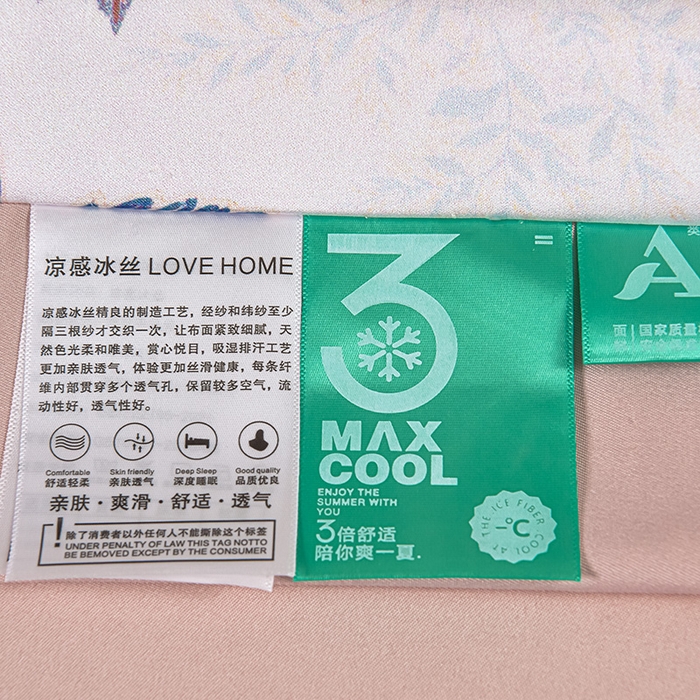 凉感冰丝 LOVE HOME
凉感冰丝精良的制造工艺，经纱和纬纱至少
隔三根纱才交织一次，让布面紧致细腻，天
然色光柔和唯美，赏心悦目，吸湿排汗工艺
更加亲肤透气，体验更加丝滑健康，每条纤
维内部贯穿多个透气孔，保留较多空气，流
动性好，透气性好。
Comfortable
舒适轻柔
Skin friendly
亲肤透气
Deep Sleep
深度睡眠
Good quality
品质优良
亲肤·爽滑·舒适·透气
! 除了消费者以外任何人不能撕除这个标签
UNDER PENALTY OF LAW THIS TAG NOTTO
BE BEMOVED EXCEPT BY THE CONSUMER
3
MAX
COOL
ENJOY THE
SUMMER WITH
YOU
3倍舒适
陪你爽一夏.
THE ICE FIBER COOL AT
-°C
A
面 | 国家质量